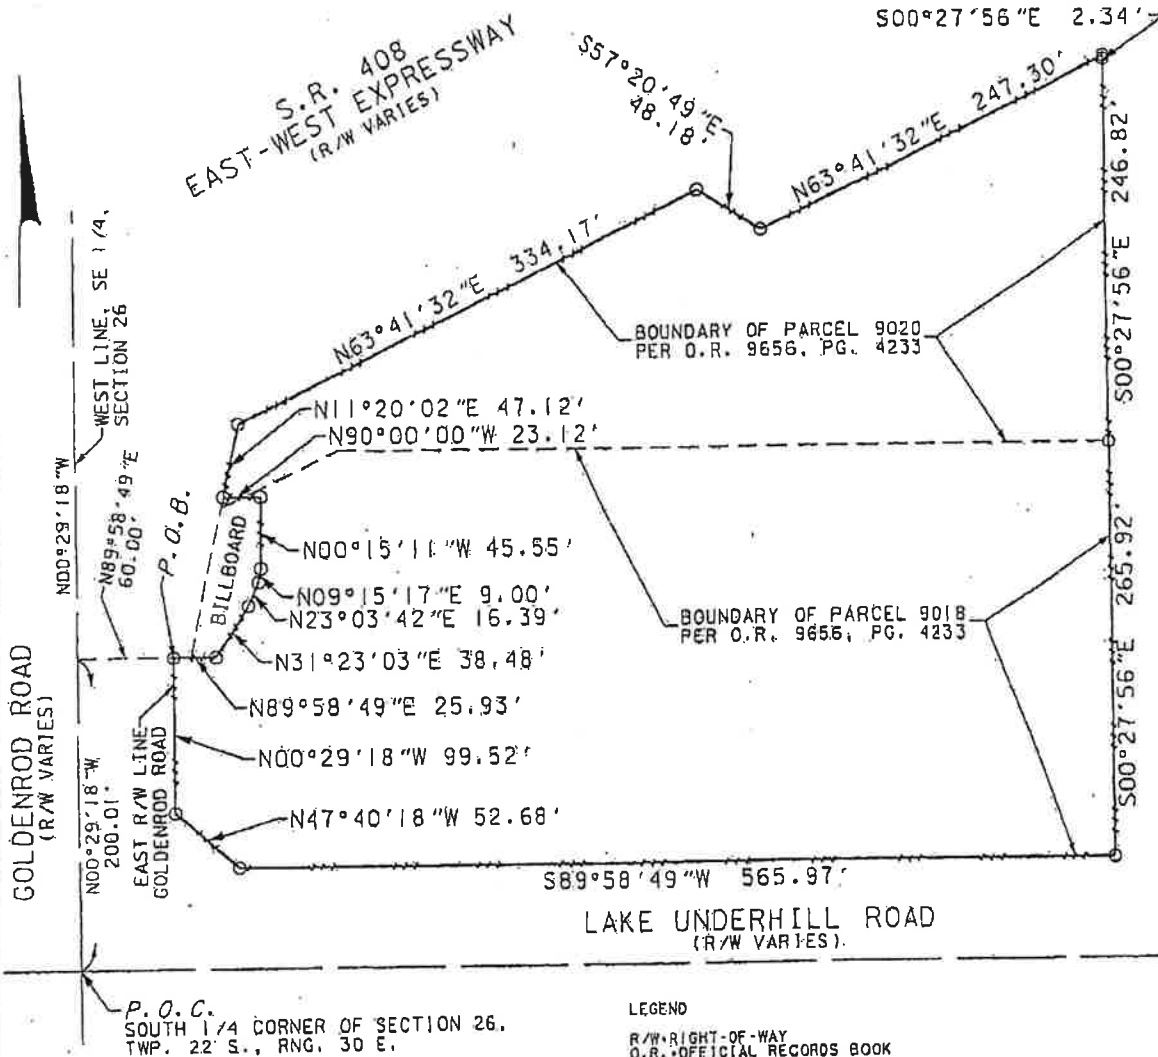 S00°27'56"E 2.34'
S.R. 408
EAST-WEST EXPRESSWAY
(R/W VARIES)
S57°20'49"E
48.18'
N63°41'32"E 247.30'
S00°27'56"E 246.82'
N63°41'32"E 334.17'
WEST LINE, SE 1/4,
SECTION 26
N00°29'18"W
BOUNDARY OF PARCEL 9020
PER O.R. 9656, PG. 4233
N11°20'02"E 47.12'
N90°00'00"W 23.12'
N89°58'49"E
60.00'
P.O.B.
BILLBOARD
N00°15'11"W 45.55'
N09°15'17"E 9.00'
N23°03'42"E 16.39'
N31°23'03"E 38.48'
N89°58'49"E 25.93'
BOUNDARY OF PARCEL 9018
PER O.R. 9656, PG. 4233
S00°27'56"E 265.92'
GOLDENROD ROAD
(R/W VARIES)
N00°29'18"W
200.01'
EAST R/W LINE
GOLDENROD ROAD
N00°29'18"W 99.52'
N47°40'18"W 52.68'
S89°58'49"W 565.97'
LAKE UNDERHILL ROAD
(R/W VARIES)
P.O.C.
SOUTH 1/4 CORNER OF SECTION 26,
TWP. 22 S., RNG. 30 E.
LEGEND
R/W=RIGHT-OF-WAY
O.R.=OFFICIAL RECORDS BOOK